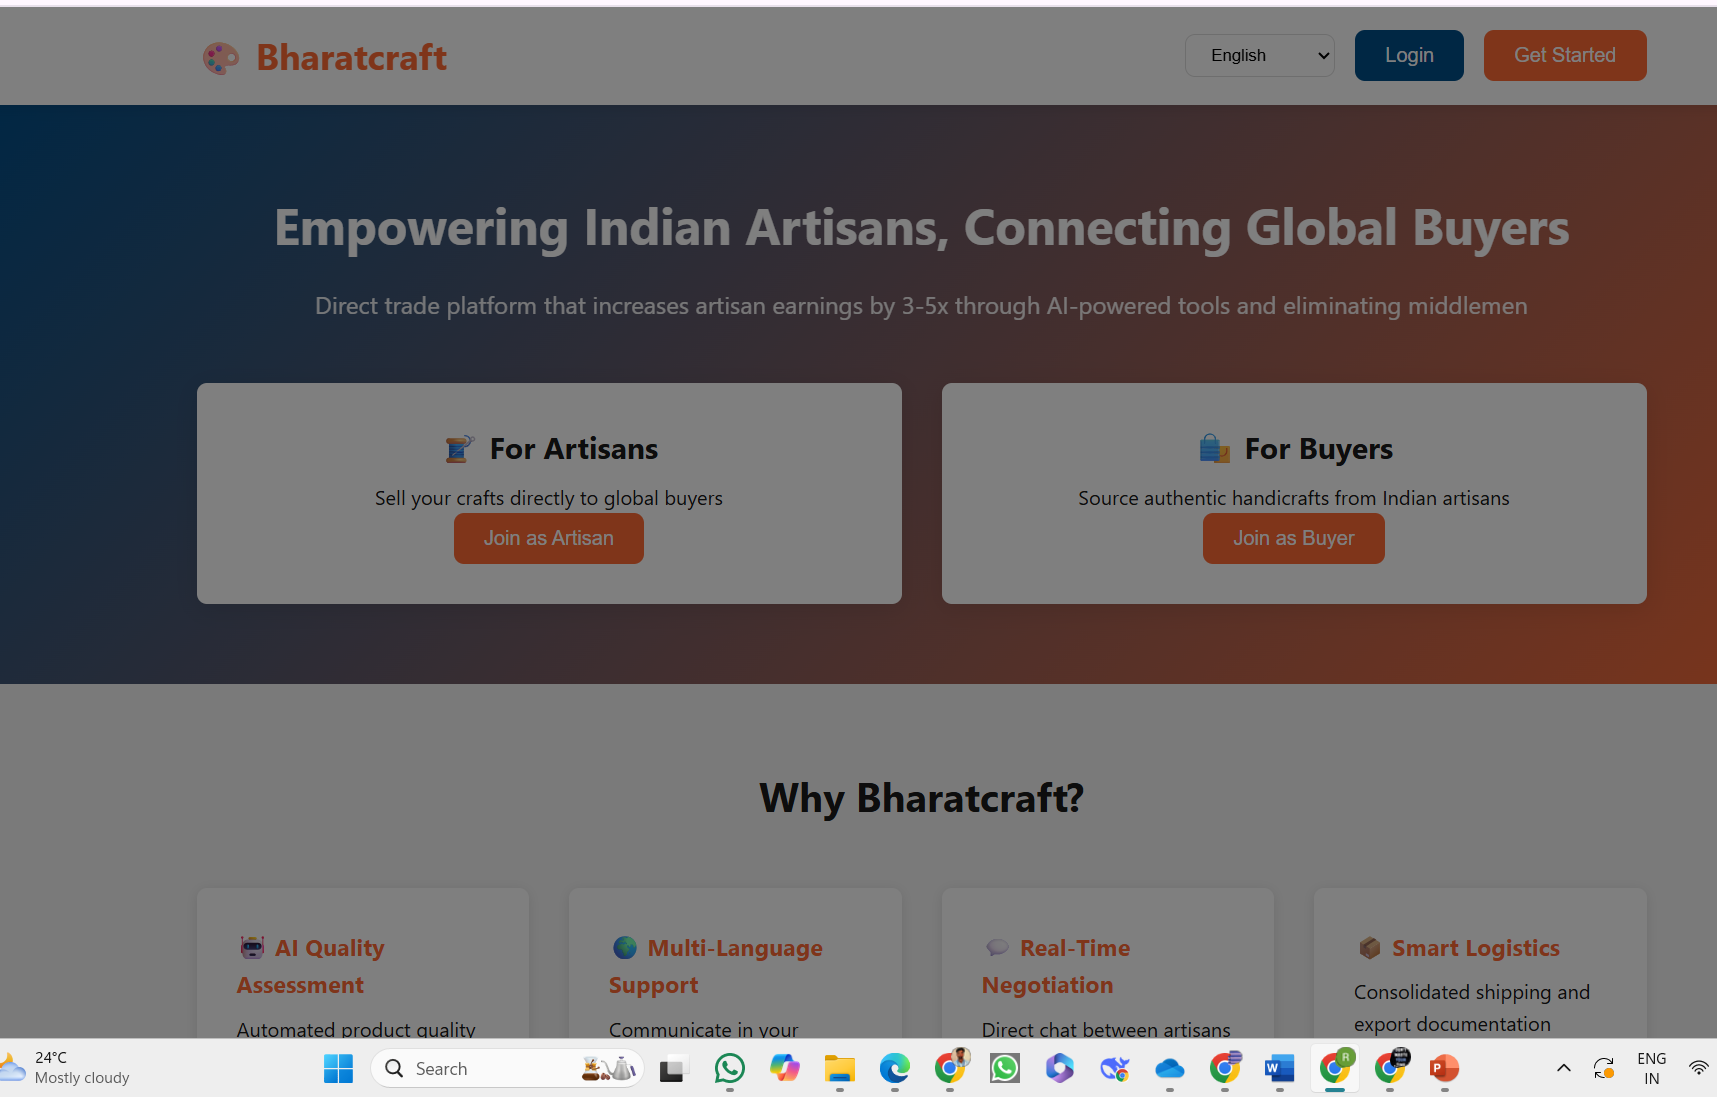 Bharatcraft
English
Login
Get Started
Empowering Indian Artisans, Connecting Global Buyers
Direct trade platform that increases artisan earnings by 3-5x through AI-powered tools and eliminating middlemen
For Artisans
Sell your crafts directly to global buyers
Join as Artisan
For Buyers
Source authentic handicrafts from Indian artisans
Join as Buyer
Why Bharatcraft?
AI Quality
Assessment
Automated product quality
Multi-Language
Support
Communicate in your
Real-Time
Negotiation
Direct chat between artisans
Smart Logistics
Consolidated shipping and
export documentation
24°C
Mostly cloudy
Search
W
R
P
ENG
IN